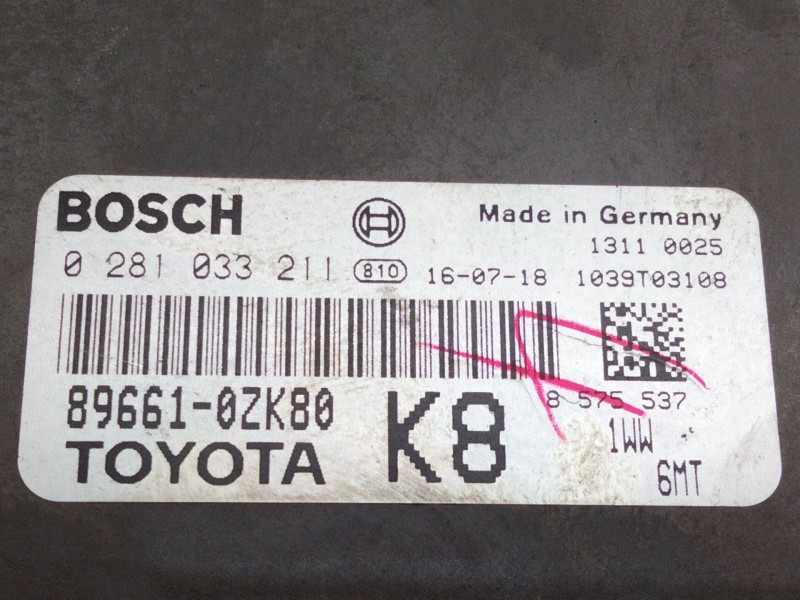 BOSCH
Made in Germany
1311 0025
0 281 033 211 810 16-07-18 1039T03108
89661-0ZK80
K8
8 575 537
TOYOTA
1WW
6MT